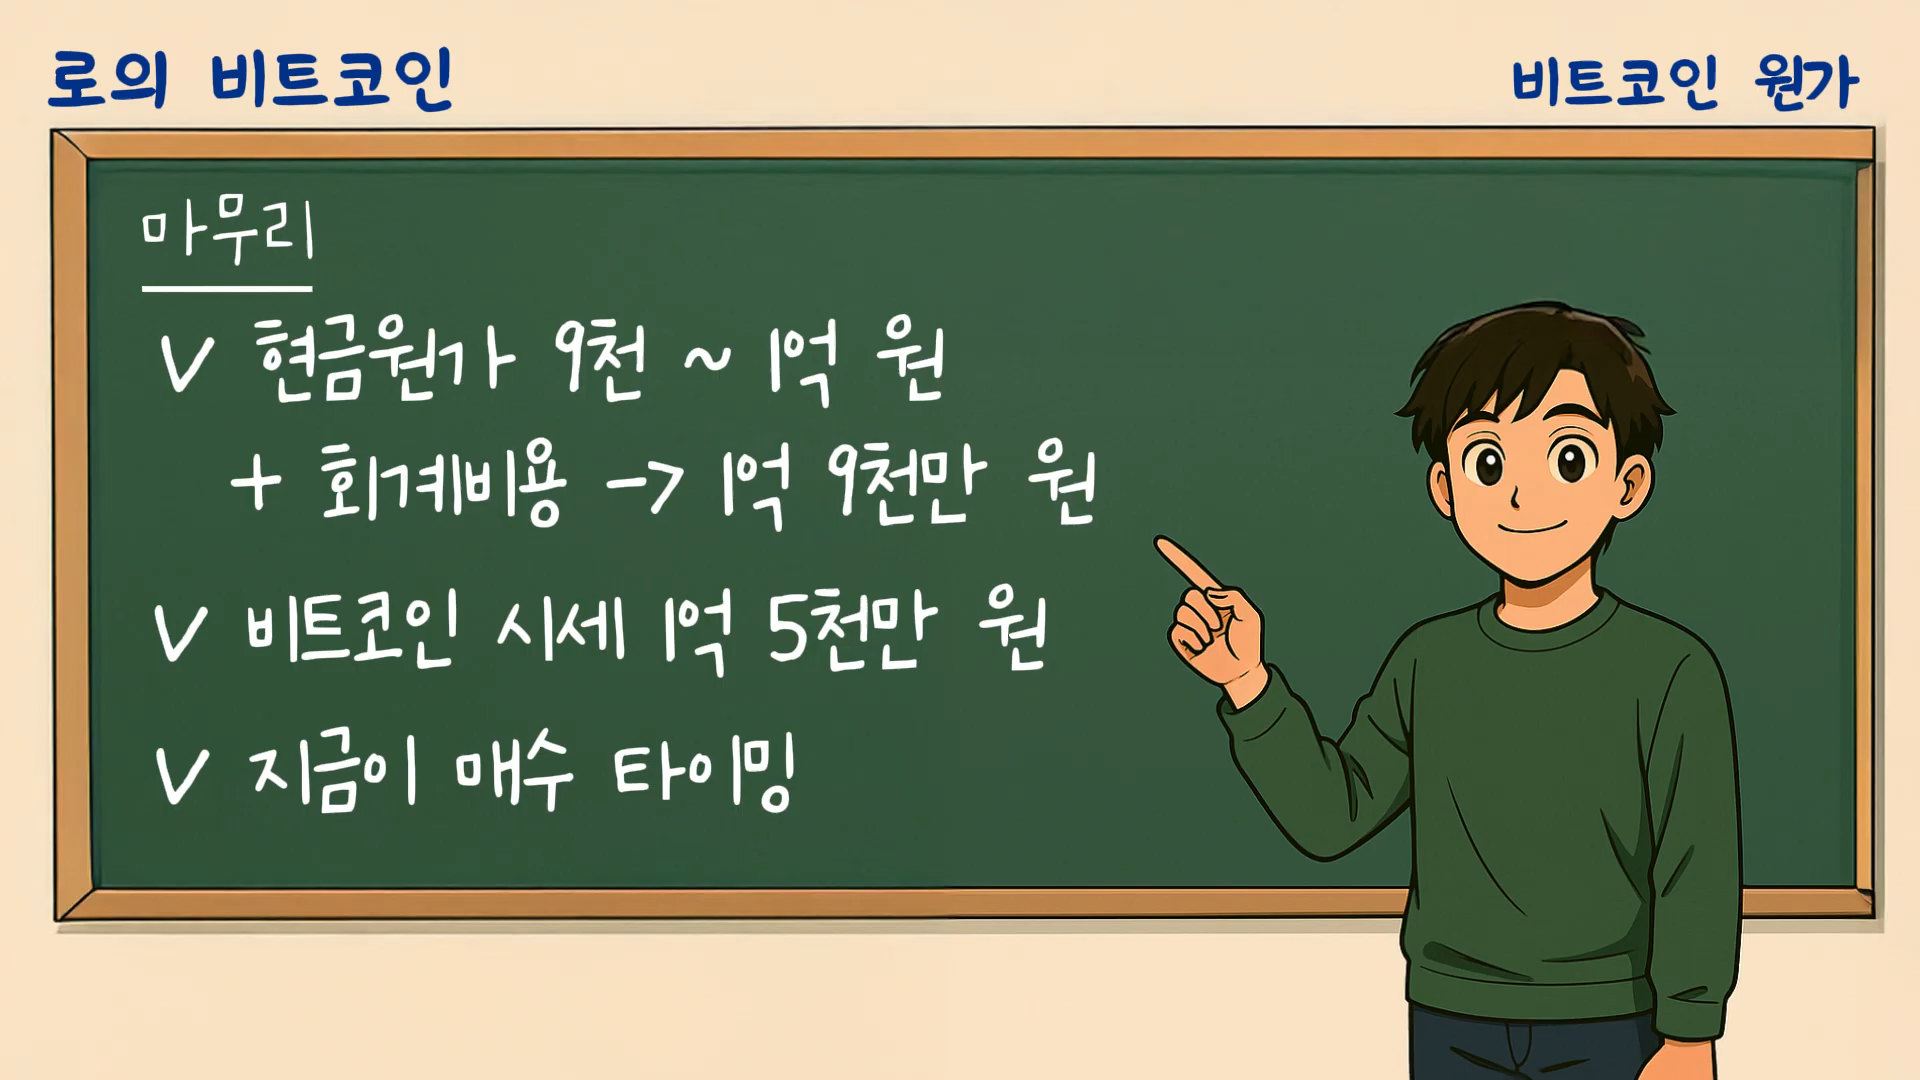 로의 비트코인
비트코인 원가
마무리
V 현금원가 9천 ~ 1억 원
+ 회계비용 -> 1억 9천만 원
V 비트코인 시세 1억 5천만 원
V 지금이 매수 타이밍